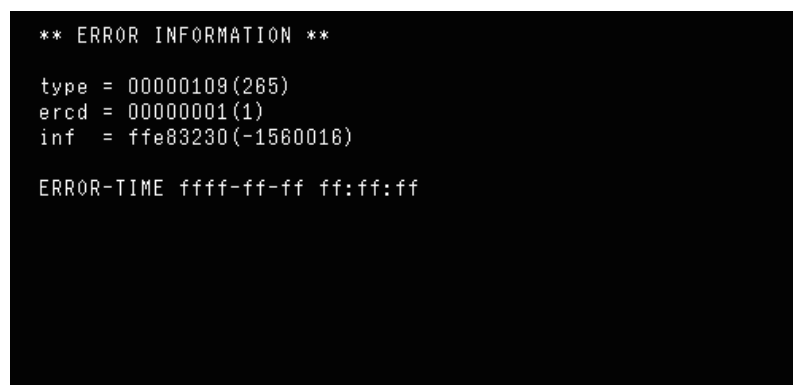 ** ERROR INFORMATION **
type = 00000109(265)
ercd = 00000001(1)
inf  = ffe83230(-1560016)
ERROR-TIME ffff-ff-ff ff:ff:ff